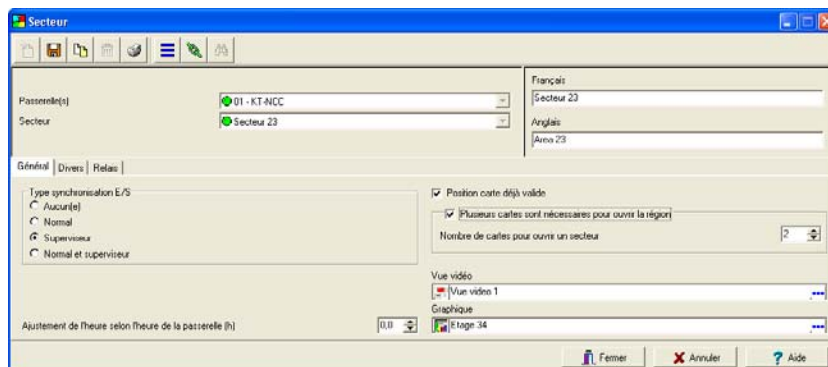 Secteur
Français
Passerelle(s) 01 - KT-NCC Secteur 23
Secteur Secteur 23 Anglais
Area 23
Général Divers Relais
Type synchronisation E/S
Aucun(e)
Normal
Superviseur
Normal et superviseur
Position carte déjà valide
Plusieurs cartes sont nécessaires pour ouvrir la région
Nombre de cartes pour ouvrir un secteur 2
Vue vidéo
Vue video 1
Graphique
Etage 34
Ajustement de l'heure selon l'heure de la passerelle (h) 0,0
Fermer Annuler Aide